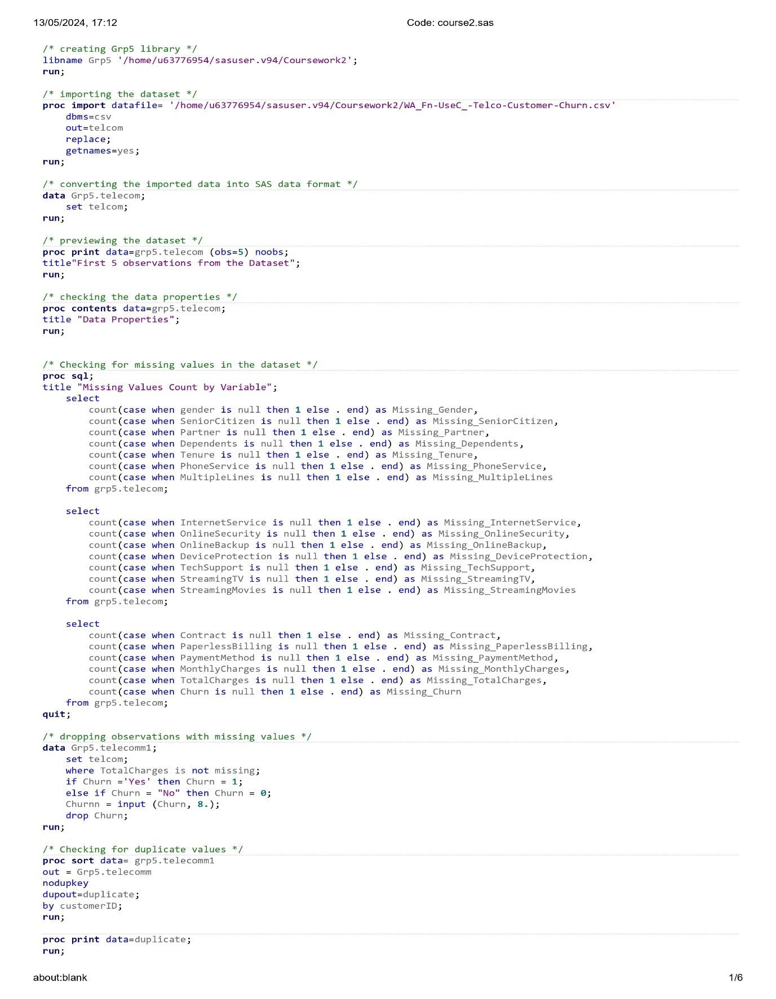 13/05/2024, 17:12 Code: course2.sas
/* creating Grp5 library */
libname Grp5 '/home/u63776954/sasuser.v94/Coursework2';
run;
/* importing the dataset */
proc import datafile= '/home/u63776954/sasuser.v94/Coursework2/WA_Fn-UseC_-Telco-Customer-Churn.csv'
dbms=csv
out=telcom
replace;
getnames=yes;
run;
/* converting the imported data into SAS data format */
data Grp5.telecom;
set telcom;
run;
/* previewing the dataset */
proc print data=grp5.telecom (obs=5) noobs;
title"First 5 observations from the Dataset";
run;
/* checking the data properties */
proc contents data=grp5.telecom;
title "Data Properties";
run;
/* Checking for missing values in the dataset */
proc sql;
title "Missing Values Count by Variable";
select
count(case when gender is null then 1 else . end) as Missing_Gender,
count(case when SeniorCitizen is null then 1 else . end) as Missing_SeniorCitizen,
count(case when Partner is null then 1 else . end) as Missing_Partner,
count(case when Dependents is null then 1 else . end) as Missing_Dependents,
count(case when Tenure is null then 1 else . end) as Missing_Tenure,
count(case when PhoneService is null then 1 else . end) as Missing_PhoneService,
count(case when MultipleLines is null then 1 else . end) as Missing_MultipleLines
from grp5.telecom;
select
count(case when InternetService is null then 1 else . end) as Missing_InternetService,
count(case when OnlineSecurity is null then 1 else . end) as Missing_OnlineSecurity,
count(case when OnlineBackup is null then 1 else . end) as Missing_OnlineBackup,
count(case when DeviceProtection is null then 1 else . end) as Missing_DeviceProtection,
count(case when TechSupport is null then 1 else . end) as Missing_TechSupport,
count(case when StreamingTV is null then 1 else . end) as Missing_StreamingTV,
count(case when StreamingMovies is null then 1 else . end) as Missing_StreamingMovies
from grp5.telecom;
select
count(case when Contract is null then 1 else . end) as Missing_Contract,
count(case when PaperlessBilling is null then 1 else . end) as Missing_PaperlessBilling,
count(case when PaymentMethod is null then 1 else . end) as Missing_PaymentMethod,
count(case when MonthlyCharges is null then 1 else . end) as Missing_MonthlyCharges,
count(case when TotalCharges is null then 1 else . end) as Missing_TotalCharges,
count(case when Churn is null then 1 else . end) as Missing_Churn
from grp5.telecom;
quit;
/* dropping observations with missing values */
data Grp5.telecomm1;
set telcom;
where TotalCharges is not missing;
if Churn ='Yes' then Churn = 1;
else if Churn = "No" then Churn = 0;
Churnn = input (Churn, 8.);
drop Churn;
run;
/* Checking for duplicate values */
proc sort data= grp5.telecomm1
out = Grp5.telecomm
nodupkey
dupout=duplicate;
by customerID;
run;
proc print data=duplicate;
run;
about:blank 1/6